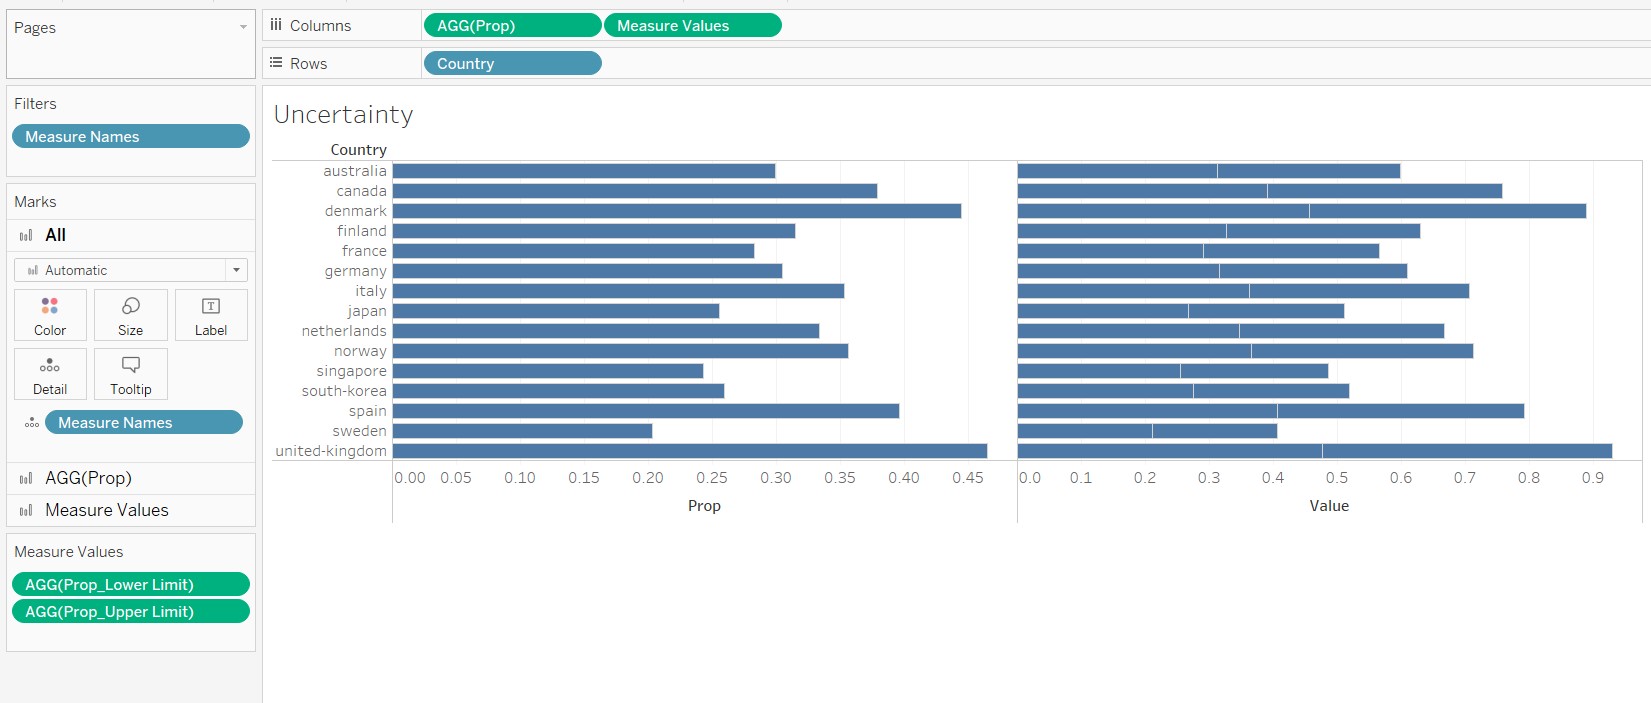 Pages
Columns AGG(Prop) Measure Values
Rows Country
Filters
Measure Names
Marks
All
Automatic
Color Size Label
Detail Tooltip
Measure Names
AGG(Prop)
Measure Values
Measure Values
AGG(Prop_Lower Limit)
AGG(Prop_Upper Limit)
Uncertainty
Country
australia
canada
denmark
finland
france
germany
italy
japan
netherlands
norway
singapore
south-korea
spain
sweden
united-kingdom
0.00 0.05 0.10 0.15 0.20 0.25 0.30 0.35 0.40 0.45
Prop
0.0 0.1 0.2 0.3 0.4 0.5 0.6 0.7 0.8 0.9
Value